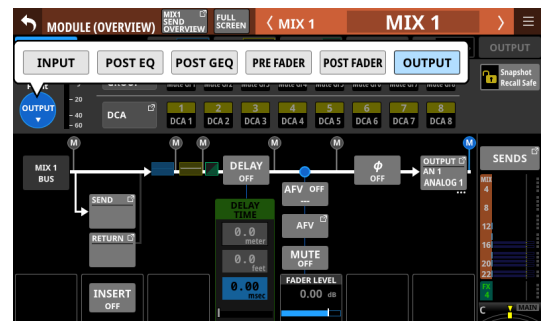 MODULE (OVERVIEW)
MIX1
SEND
OVERVIEW
FULL
SCREEN
MIX 1
MIX 1
OUTPUT
INPUT
POST EQ
POST GEQ
PRE FADER
POST FADER
OUTPUT
Snapshot
Recall Safe
OUTPUT
20
40
60
DCA
1
DCA 1
2
DCA 2
3
DCA 3
4
DCA 4
5
DCA 5
6
DCA 6
7
DCA 7
8
DCA 8
M
M
M
M
M
M
MIX 1
BUS
SEND
RETURN
INSERT
OFF
DELAY
OFF
DELAY
TIME
0.0
meter
0.0
feet
0.00
msec
AFV OFF
---
AFV
MUTE
OFF
FADER LEVEL
0.00 dB
ϕ
OFF
OUTPUT
AN 1
ANALOG 1
...
SENDS
MIX
4
8
12
16
20
22
FX
4
C
MAIN